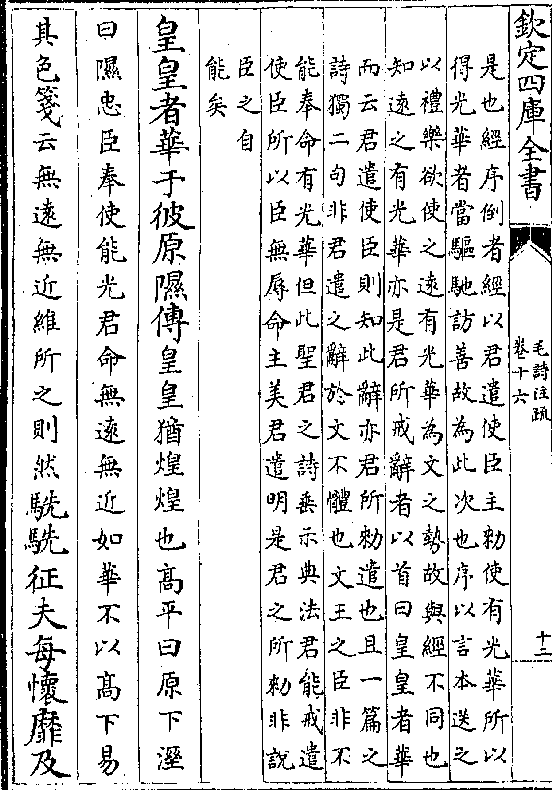 欽定四庫全書
毛詩注疏
卷十六
十二
是也經序倒者經以君遣使臣主勅使有光華所以
得光華者當驅馳訪善故為此次也序以言本送之
以禮樂欲使之遠有光華為文之勢故與經不同也
知遠之有光華亦是君所戒辭者以首曰皇皇者華
而云君遣使臣則知此辭亦君所勅遣也且一篇之
詩獨二句非君遣之辭於文不體也文王之臣非不
能奉命有光華但此聖君之詩垂示典法君能戒遣
使臣所以臣無辱命主美君遣明是君之所勅非說
臣之自
能矣
皇皇者華于彼原隰傳皇皇猶煌煌也髙平曰原下溼
曰隰忠臣奉使能光君命無遠無近如華不以髙下易
其色箋云無遠無近維所之則然駪駪征夫每懷靡及